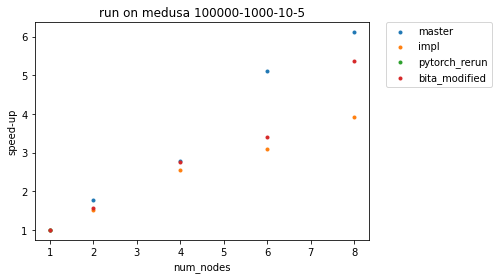 run on medusa 100000-1000-10-5
master
impl
pytorch_rerun
bita_modified
6
5
4
3
2
1
speed-up
1
2
3
4
5
6
7
8
num_nodes